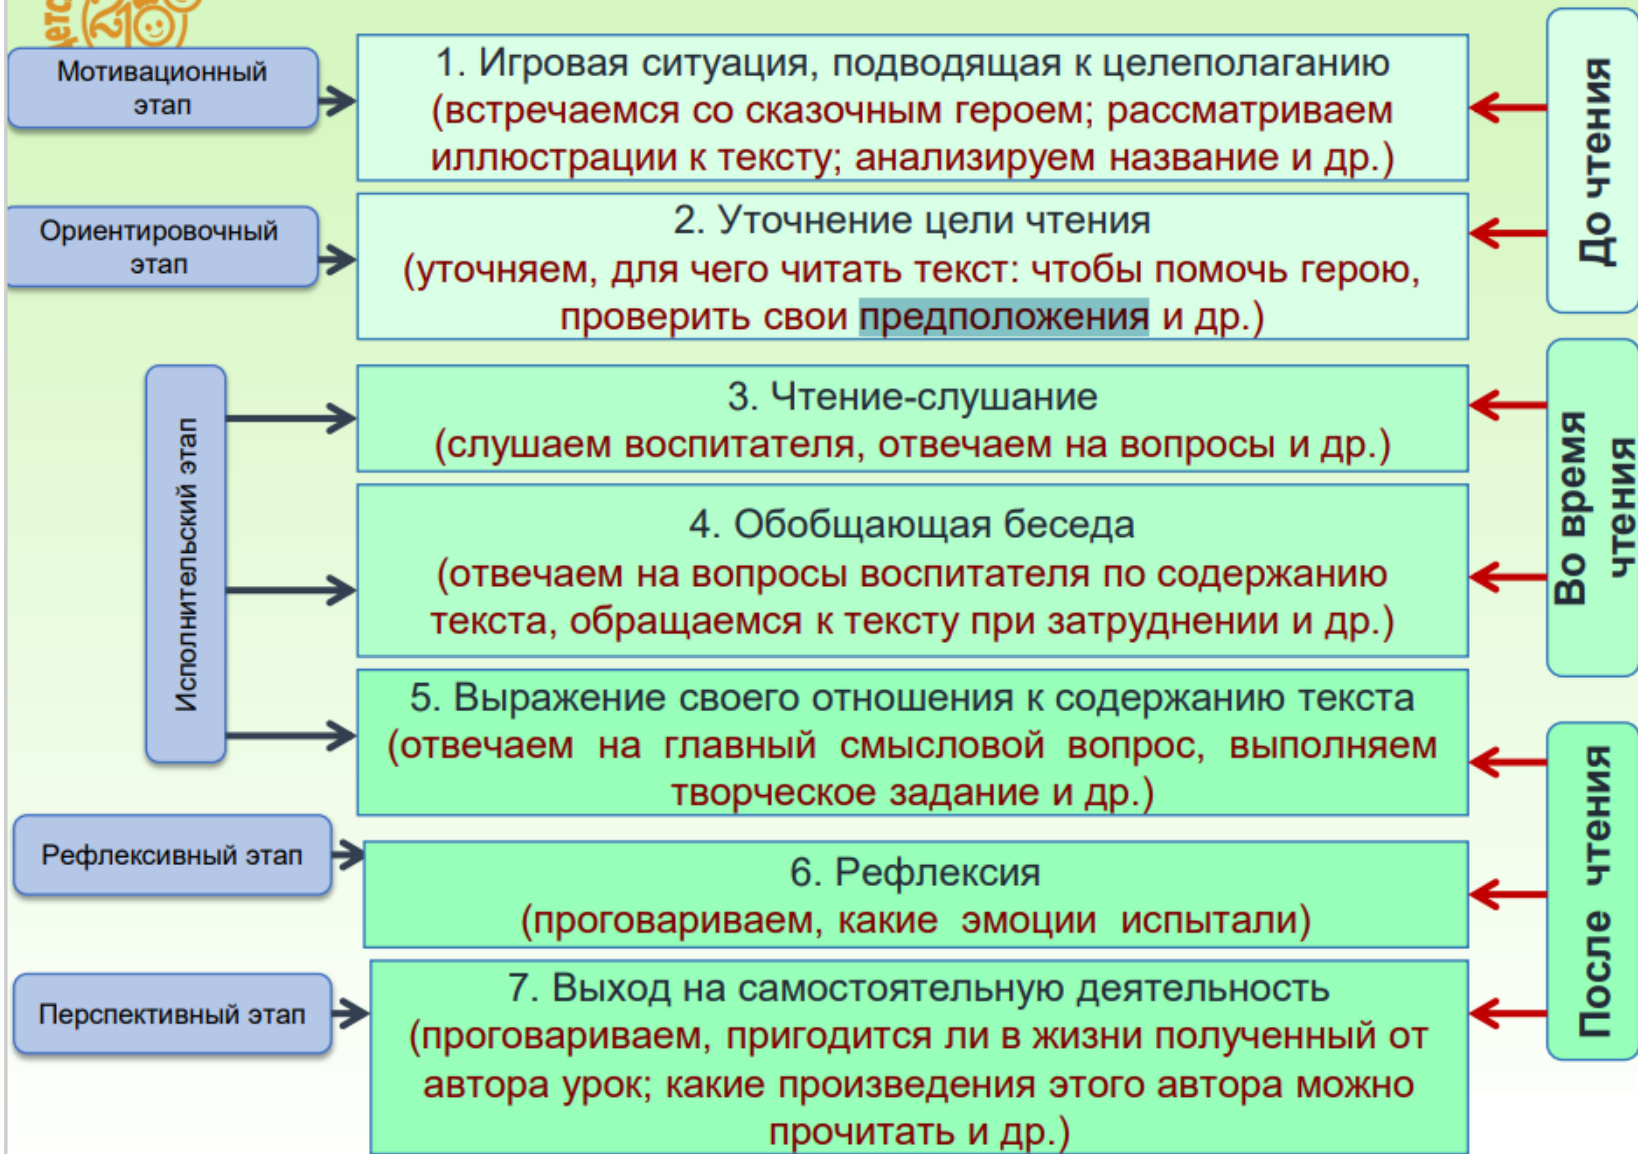 Мотивационный
этап
1. Игровая ситуация, подводящая к целеполаганию
(встречаемся со сказочным героем; рассматриваем
иллюстрации к тексту; анализируем название и др.)
До чтения
Ориентировочный
этап
2. Уточнение цели чтения
(уточняем, для чего читать текст: чтобы помочь герою,
проверить свои предположения и др.)
Исполнительский этап
3. Чтение-слушание
(слушаем воспитателя, отвечаем на вопросы и др.)
Во время
чтения
4. Обобщающая беседа
(отвечаем на вопросы воспитателя по содержанию
текста, обращаемся к тексту при затруднении и др.)
5. Выражение своего отношения к содержанию текста
(отвечаем на главный смысловой вопрос, выполняем
творческое задание и др.)
После чтения
Рефлексивный этап
6. Рефлексия
(проговариваем, какие эмоции испытали)
Перспективный этап
7. Выход на самостоятельную деятельность
(проговариваем, пригодится ли в жизни полученный от
автора урок; какие произведения этого автора можно
прочитать и др.)